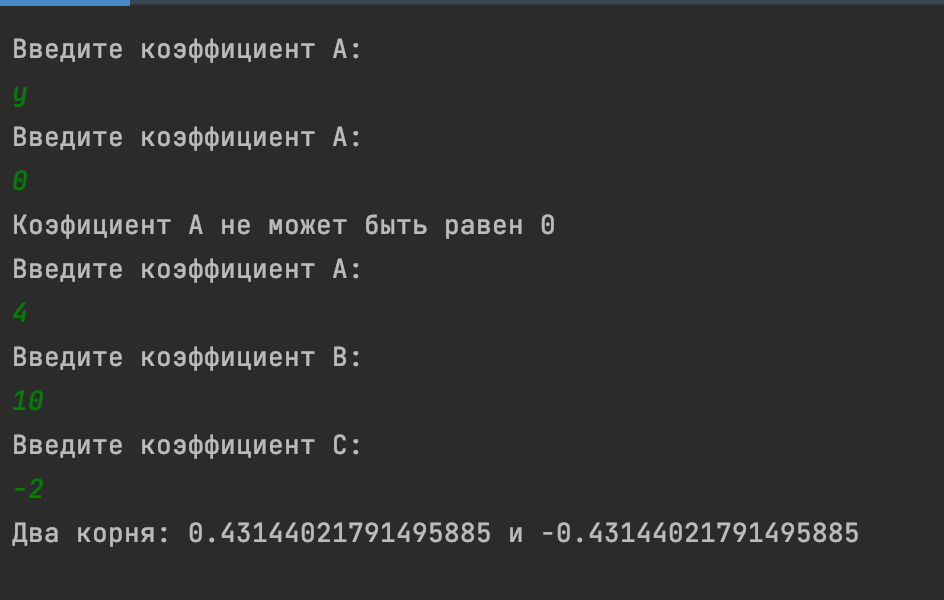 Введите коэффициент A:
y
Введите коэффициент A:
0
Коэфициент A не может быть равен 0
Введите коэффициент A:
4
Введите коэффициент B:
10
Введите коэффициент C:
-2
Два корня: 0.43144021791495885 и -0.43144021791495885